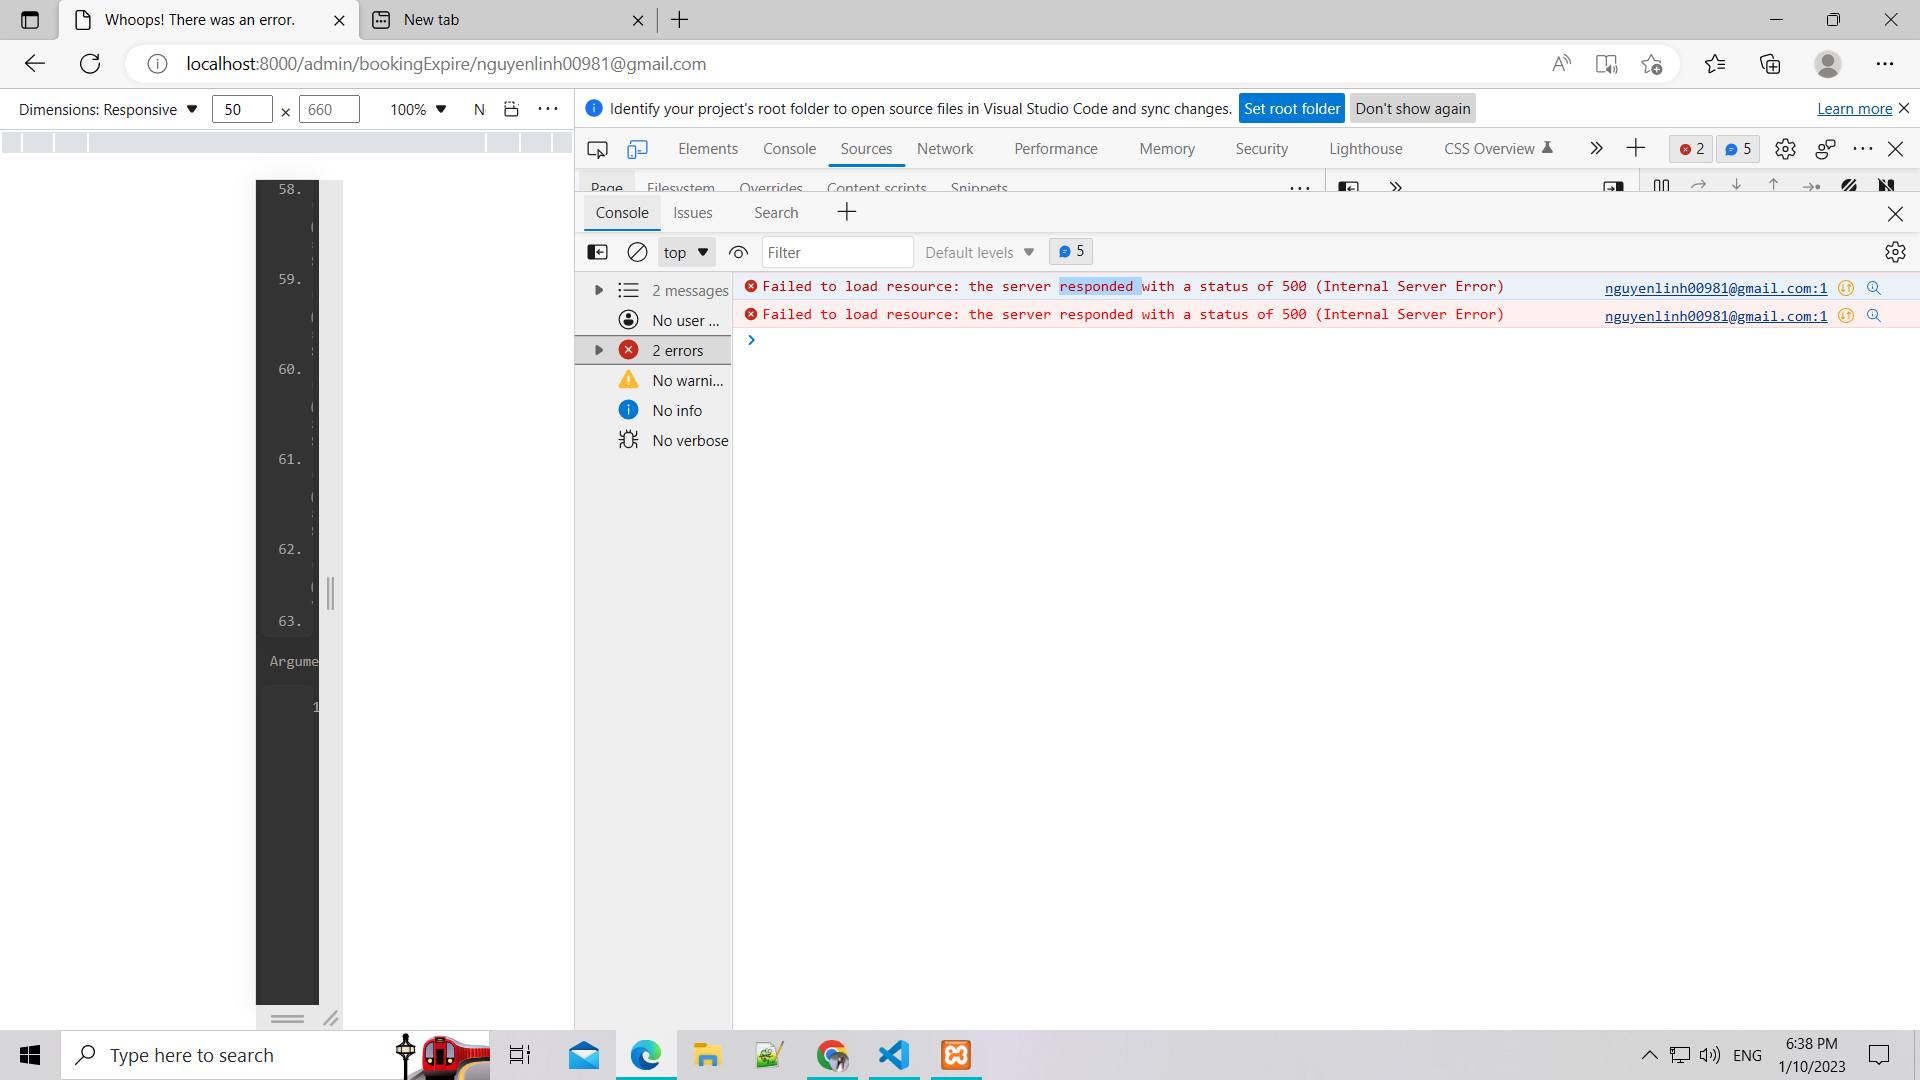 Whoops! There was an error.
New tab
localhost:8000/admin/bookingExpire/nguyenlinh00981@gmail.com
Dimensions: Responsive 50 × 660 100% N
Identify your project's root folder to open source files in Visual Studio Code and sync changes. Set root folder Don't show again Learn more
Elements Console Sources Network Performance Memory Security Lighthouse CSS Overview 2 5
Page Filesystem Overrides Content scripts Snippets
Console Issues Search
top Filter Default levels 5
2 messages
No user ...
2 errors
No warni...
No info
No verbose
Failed to load resource: the server responded with a status of 500 (Internal Server Error) nguyenlinh00981@gmail.com:1
Failed to load resource: the server responded with a status of 500 (Internal Server Error) nguyenlinh00981@gmail.com:1
58.
59.
60.
61.
62.
63.
Argume
1
Type here to search
ENG
6:38 PM
1/10/2023